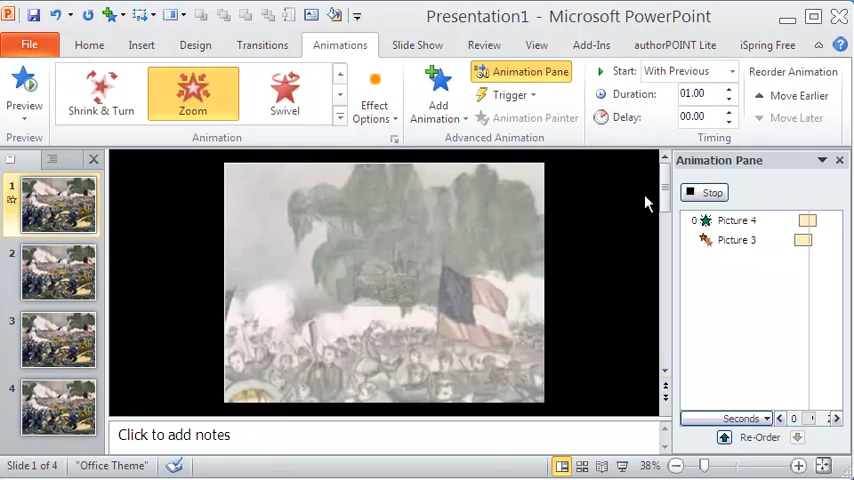 Presentation1 - Microsoft PowerPoint
File Home Insert Design Transitions Animations Slide Show Review View Add-Ins authorPOINT Lite iSpring Free
Preview
Shrink & Turn
Zoom
Swivel
Effect
Options
Add
Animation
Animation Pane
Trigger
Animation Painter
Start: With Previous
Duration: 01.00
Delay: 00.00
Reorder Animation
Move Earlier
Move Later
Preview Animation Advanced Animation Timing
Animation Pane
Stop
0 Picture 4
Picture 3
1
2
3
4
Seconds 0 2
Re-Order
Click to add notes
Slide 1 of 4 "Office Theme" 38%